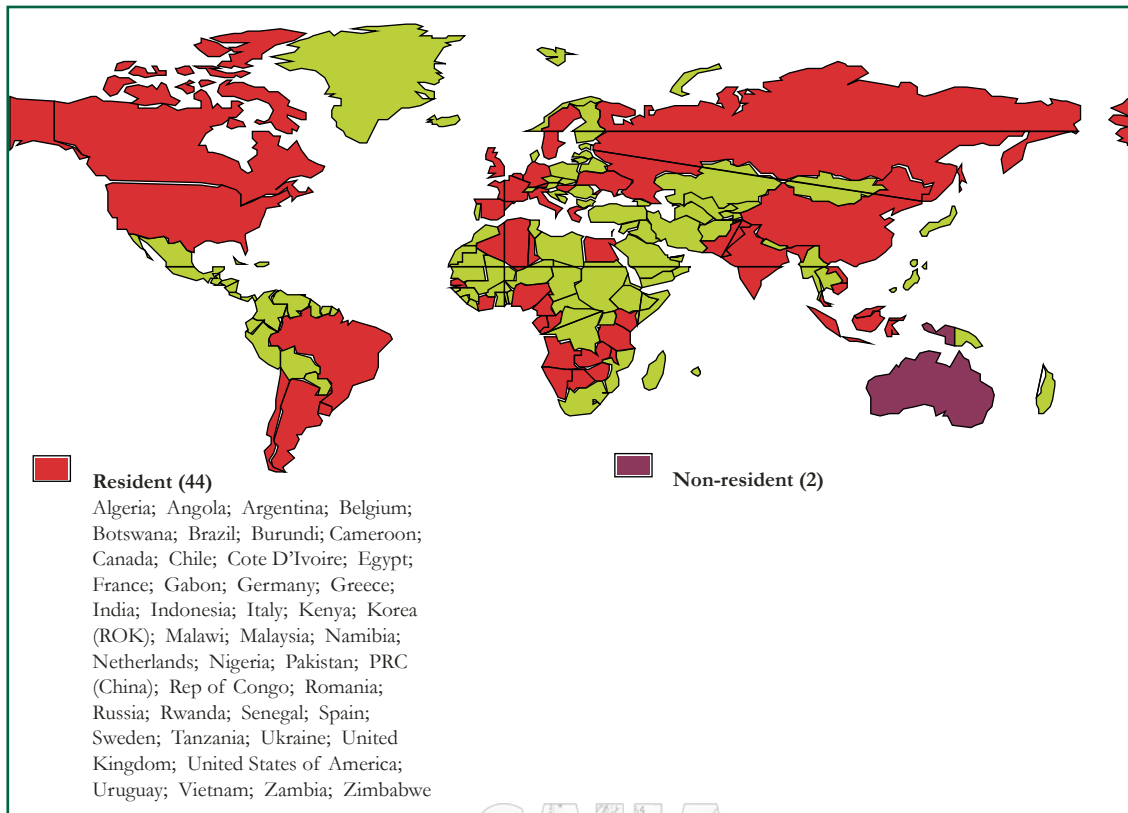 Resident (44)
Algeria; Angola; Argentina; Belgium;
Botswana; Brazil; Burundi; Cameroon;
Canada; Chile; Cote D’Ivoire; Egypt;
France; Gabon; Germany; Greece;
India; Indonesia; Italy; Kenya; Korea
(ROK); Malawi; Malaysia; Namibia;
Netherlands; Nigeria; Pakistan; PRC
(China); Rep of Congo; Romania;
Russia; Rwanda; Senegal; Spain;
Sweden; Tanzania; Ukraine; United
Kingdom; United States of America;
Uruguay; Vietnam; Zambia; Zimbabwe
Non-resident (2)